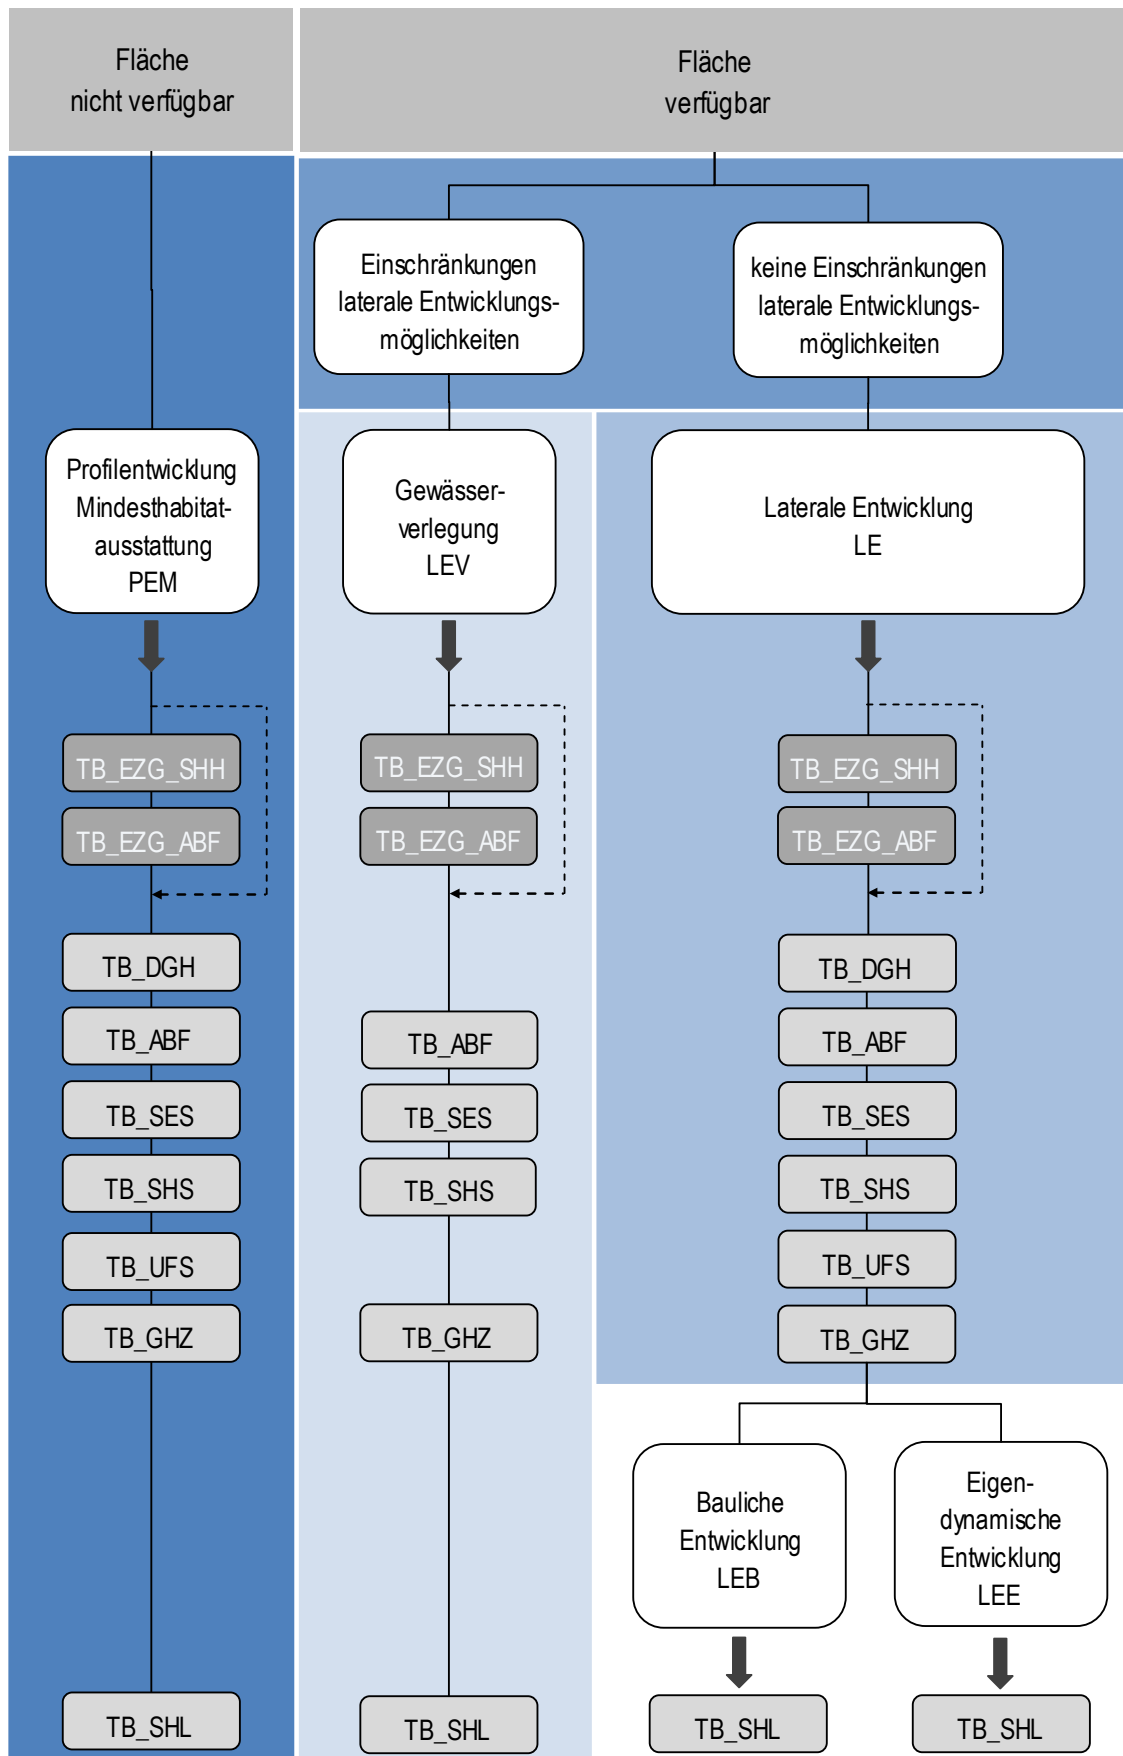 Fläche
nicht verfügbar
Fläche
verfügbar
Einschränkungen
laterale Entwicklungs-
möglichkeiten
keine Einschränkungen
laterale Entwicklungs-
möglichkeiten
Profilentwicklung
Mindesthabitat-
ausstattung
PEM
Gewässer-
verlegung
LEV
Laterale Entwicklung
LE
TB_EZG_SHH
TB_EZG_ABF
TB_DGH
TB_ABF
TB_SES
TB_SHS
TB_UFS
TB_GHZ
TB_SHL
TB_EZG_SHH
TB_EZG_ABF
TB_ABF
TB_SES
TB_SHS
TB_GHZ
TB_SHL
TB_EZG_SHH
TB_EZG_ABF
TB_DGH
TB_ABF
TB_SES
TB_SHS
TB_UFS
TB_GHZ
Bauliche
Entwicklung
LEB
TB_SHL
Eigen-
dynamische
Entwicklung
LEE
TB_SHL